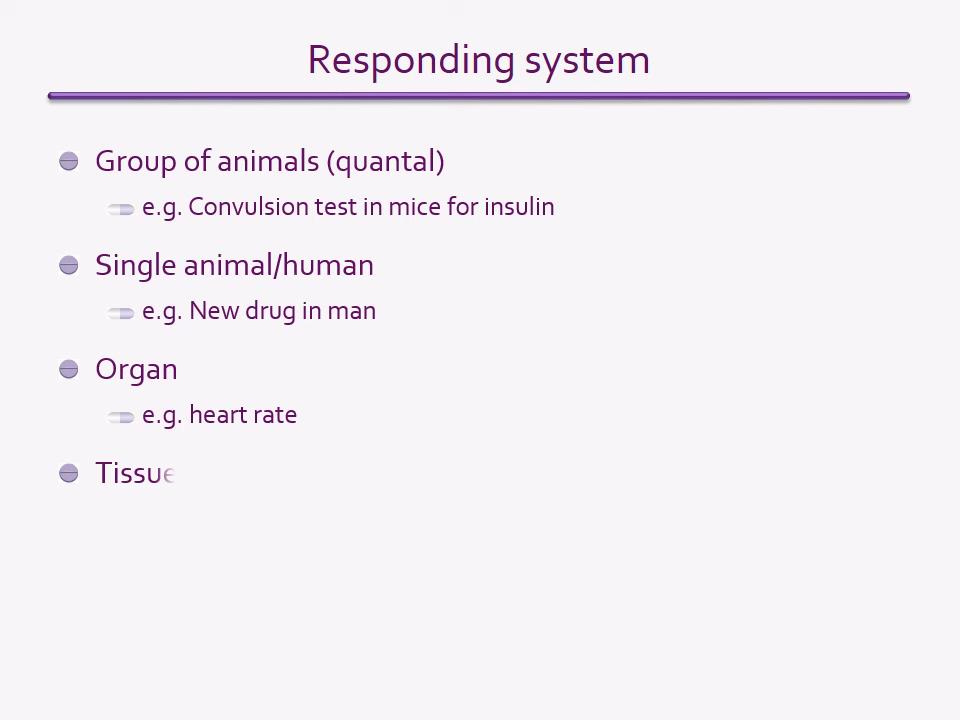 Responding system
Group of animals (quantal)
e.g. Convulsion test in mice for insulin
Single animal/human
e.g. New drug in man
Organ
e.g. heart rate
Tissue